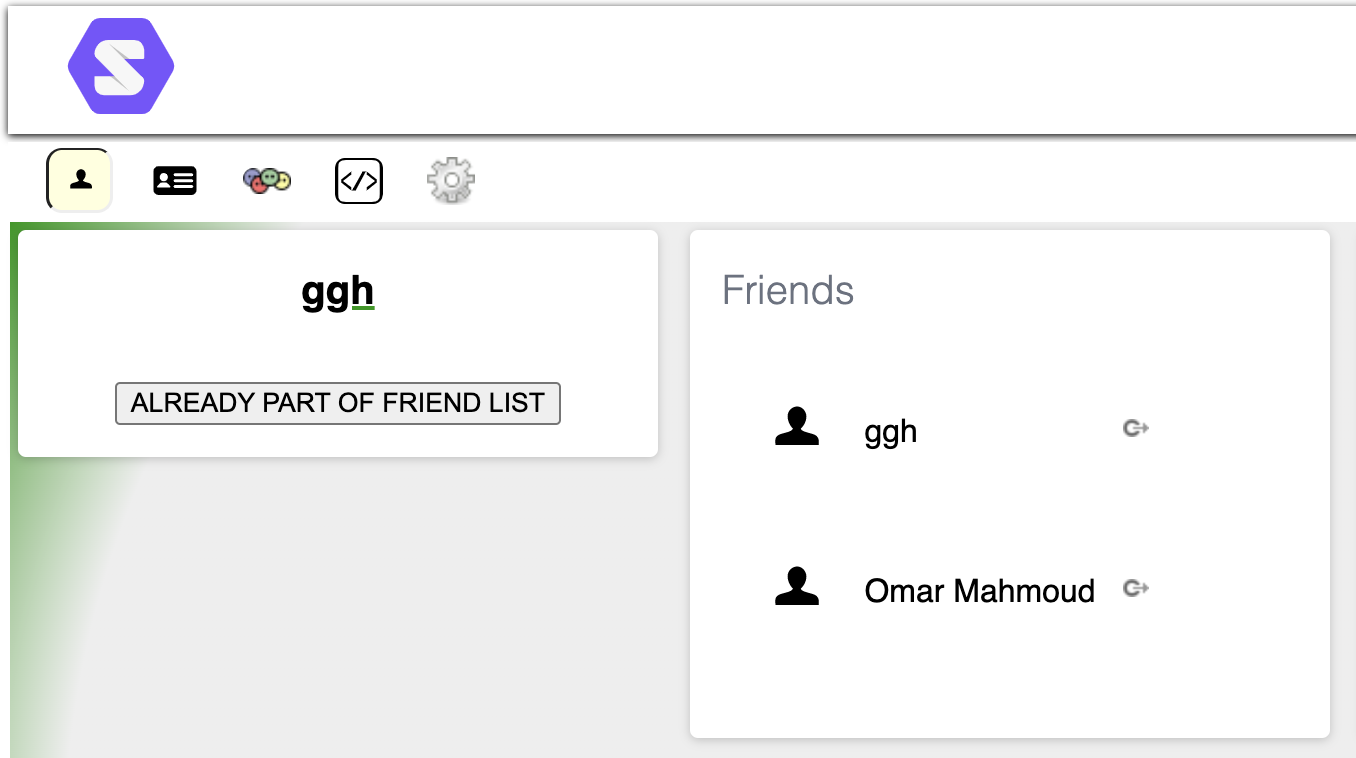 ggh
ALREADY PART OF FRIEND LIST
Friends
ggh
Omar Mahmoud